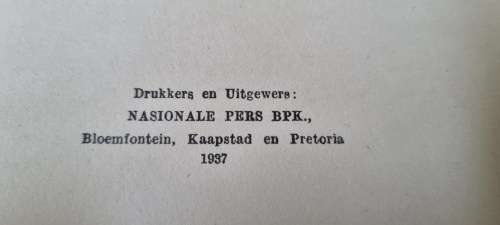 Drukkers en Uitgewers:
NASIONALE PERS BPK.,
Bloemfontein, Kaapstad en Pretoria
1937